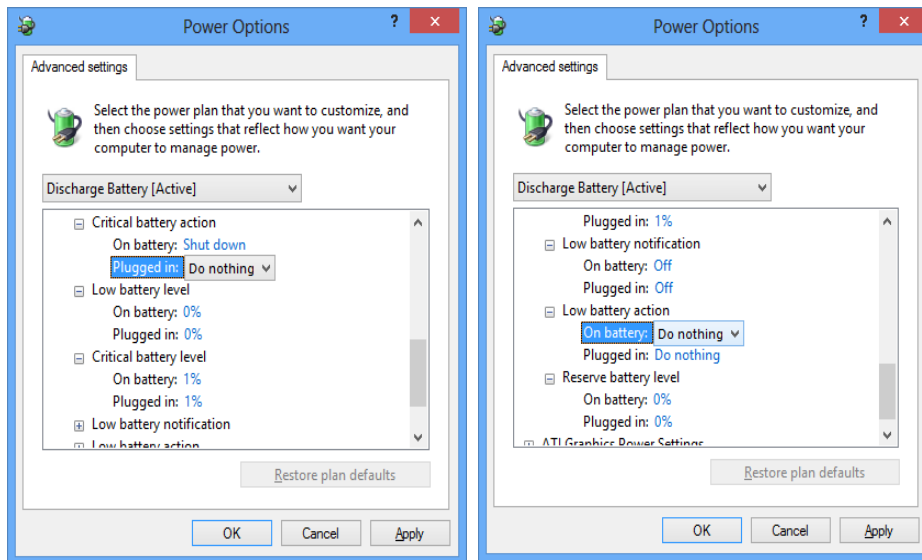 Power Options
?
x
Advanced settings
Select the power plan that you want to customize, and
then choose settings that reflect how you want your
computer to manage power.
Discharge Battery [Active]
Critical battery action
On battery: Shut down
Plugged in: Do nothing
Low battery level
On battery: 0%
Plugged in: 0%
Critical battery level
On battery: 1%
Plugged in: 1%
Low battery notification
Low battery action
Restore plan defaults
OK Cancel Apply
Power Options
?
x
Advanced settings
Select the power plan that you want to customize, and
then choose settings that reflect how you want your
computer to manage power.
Discharge Battery [Active]
Plugged in: 1%
Low battery notification
On battery: Off
Plugged in: Off
Low battery action
On battery: Do nothing
Plugged in: Do nothing
Reserve battery level
On battery: 0%
Plugged in: 0%
ATI Graphics Power Settings
Restore plan defaults
OK Cancel Apply